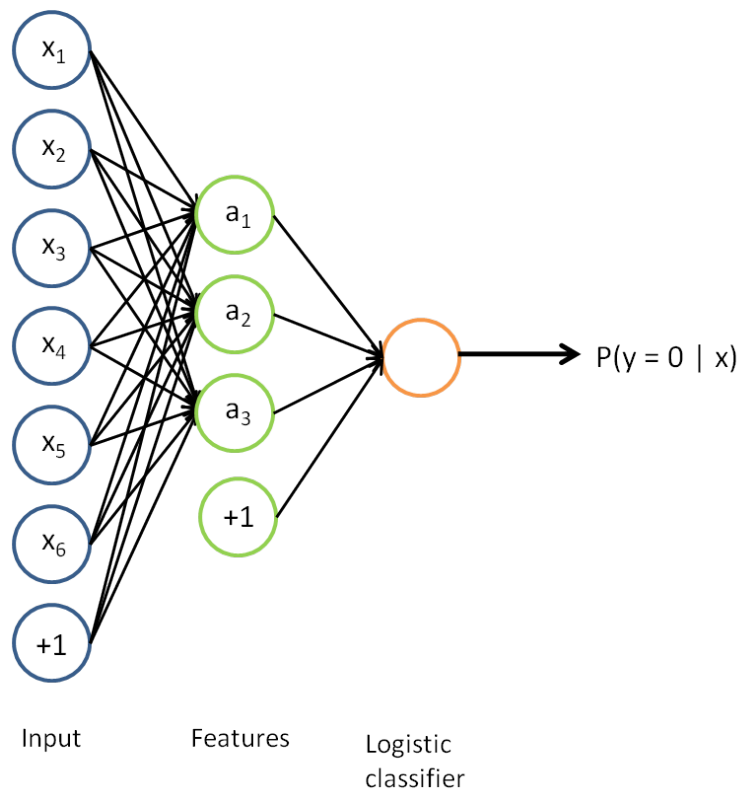 x₁
x₂
x₃
x₄
x₅
x₆
+1
a₁
a₂
a₃
+1
P(y = 0 | x)
Input
Features
Logistic
classifier